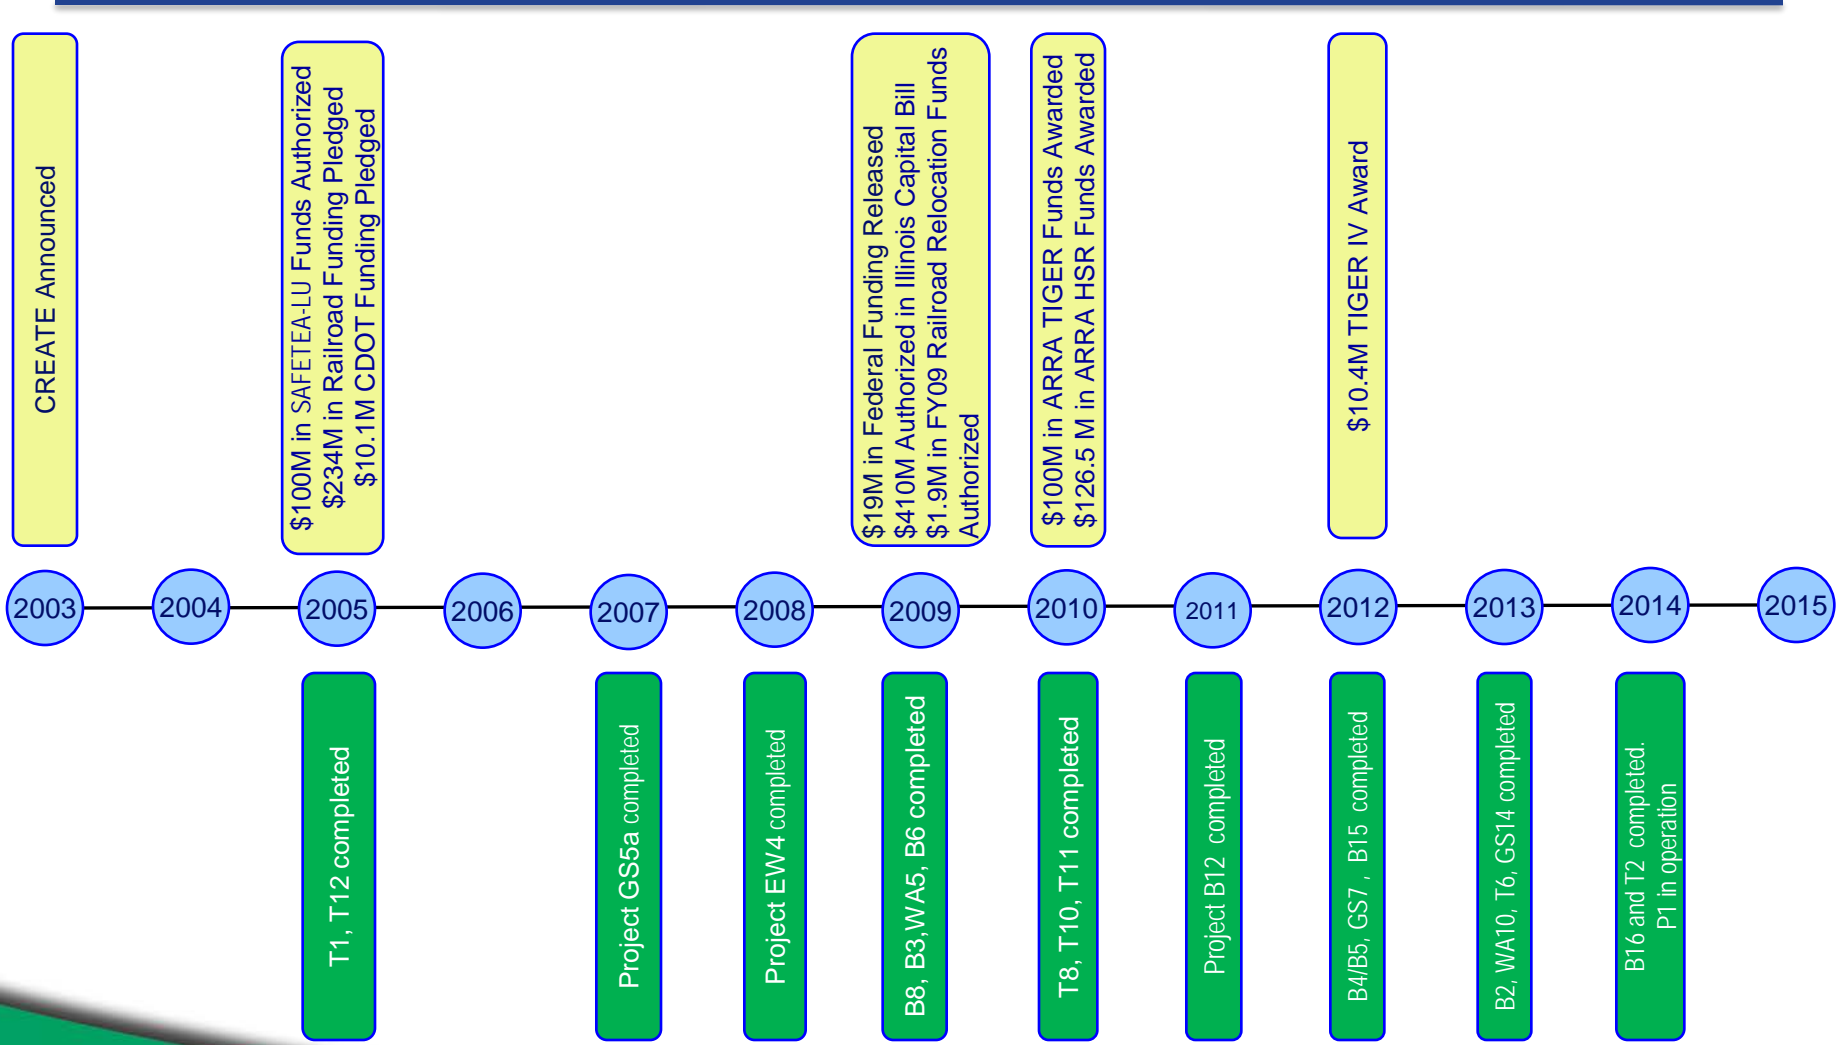 CREATE Announced
$100M in SAFETEA-LU Funds Authorized
$234M in Railroad Funding Pledged
$10.1M CDOT Funding Pledged
$19M in Federal Funding Released
$410M Authorized in Illinois Capital Bill
$1.9M in FY09 Railroad Relocation Funds
Authorized
$100M in ARRA TIGER Funds Awarded
$126.5 M in ARRA HSR Funds Awarded
$10.4M TIGER IV Award
2003
2004
2005
2006
2007
2008
2009
2010
2011
2012
2013
2014
2015
T1, T12 completed
Project GS5a completed
Project EW4 completed
B8, B3,WA5, B6 completed
T8, T10, T11 completed
Project B12 completed
B4/B5, GS7 , B15 completed
B2, WA10, T6, GS14 completed
B16 and T2 completed.
P1 in operation